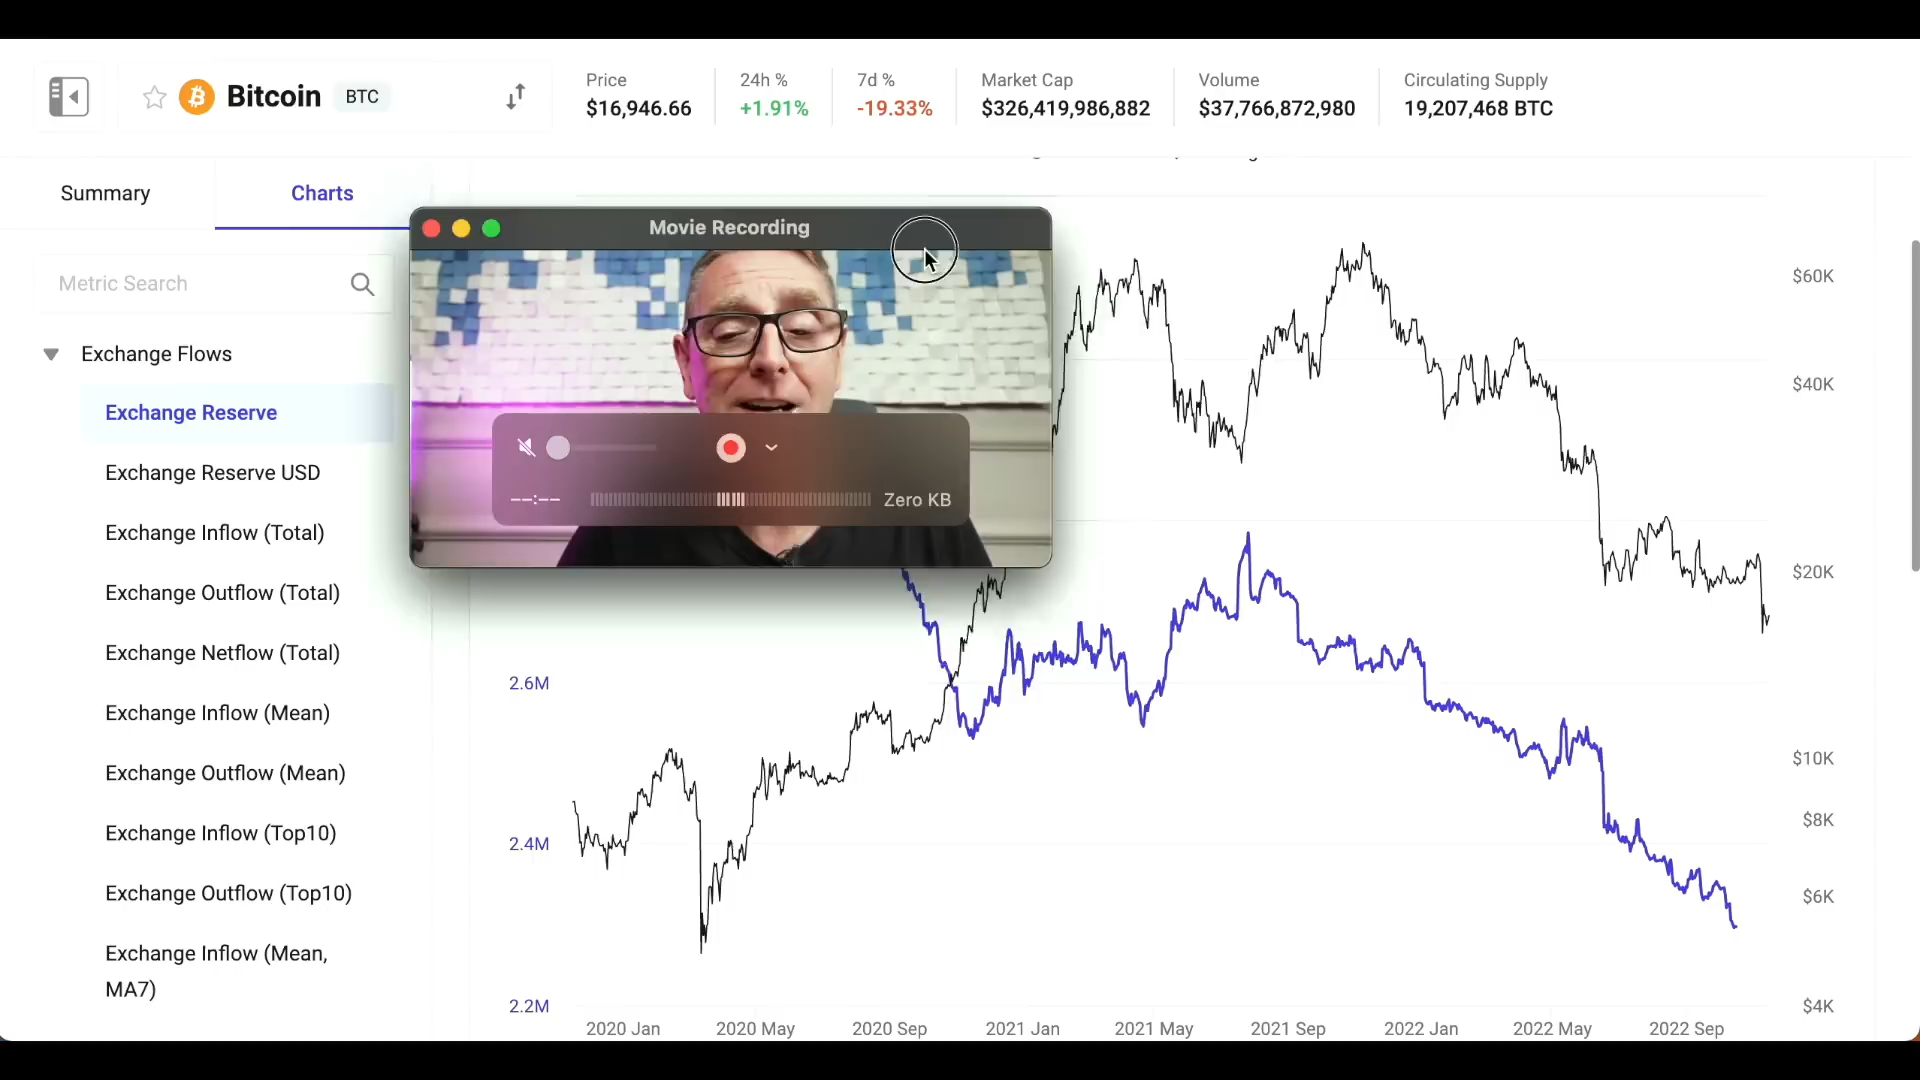 Bitcoin BTC
Price 24h % 7d % Market Cap Volume Circulating Supply
$16,946.66 +1.91% -19.33% $326,419,986,882 $37,766,872,980 19,207,468 BTC
Summary Charts
Movie Recording
Metric Search
Exchange Flows
Exchange Reserve
Exchange Reserve USD
Exchange Inflow (Total)
Exchange Outflow (Total)
Exchange Netflow (Total)
Exchange Inflow (Mean)
Exchange Outflow (Mean)
Exchange Inflow (Top10)
Exchange Outflow (Top10)
Exchange Inflow (Mean,
MA7)
--:-- Zero KB
2.6M
2.4M
2.2M
$60K
$40K
$20K
$10K
$8K
$6K
$4K
2020 Jan 2020 May 2020 Sep 2021 Jan 2021 May 2021 Sep 2022 Jan 2022 May 2022 Sep